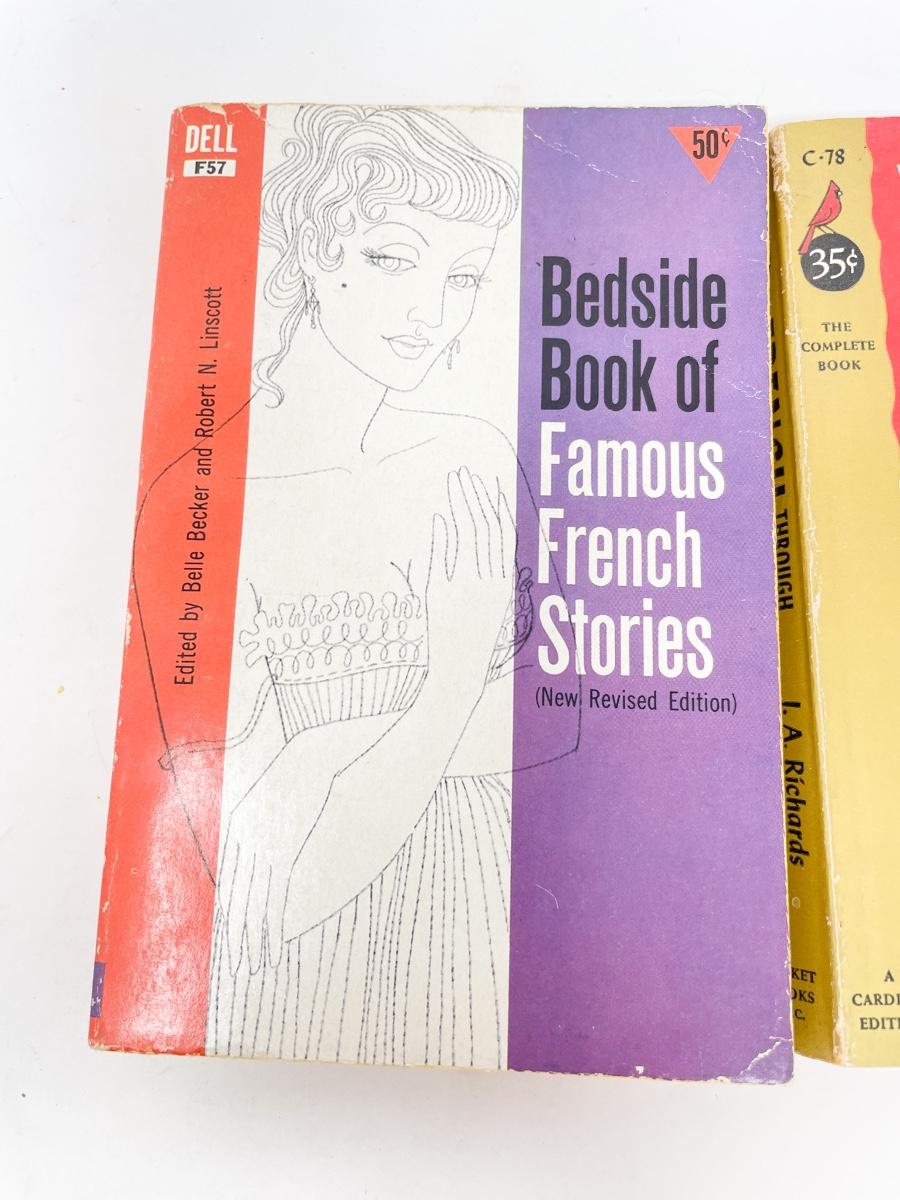 DELL
F57
Edited by Belle Becker and Robert N. Linscott
50¢
Bedside
Book of
Famous
French
Stories
(New Revised Edition)
C·78
35¢
THE
COMPLETE
BOOK
THROUGH
I. A. Richards
A